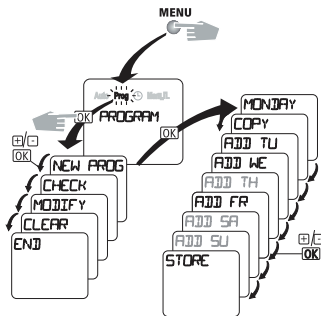 MENU
Auto Prog Man./I.
OK
PROGRAM
OK
+/-
OK
NEW PROG
CHECK
MODIFY
CLEAR
END
MONDAY
COPY
ADD TU
ADD WE
ADD TH
ADD FR
ADD SA
ADD SU
STORE
+/-
OK